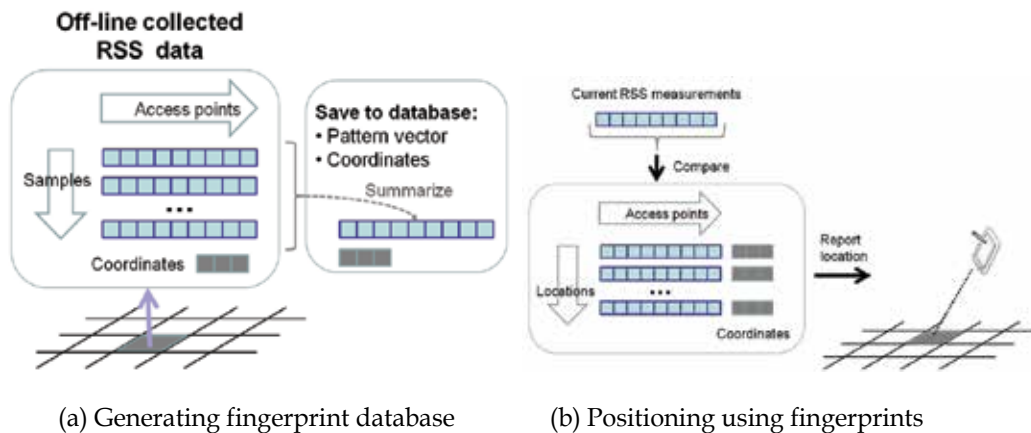 Off-line collected
RSS data
Access points
Samples
...
Coordinates
Save to database:
• Pattern vector
• Coordinates
Summarize
Current RSS measurements
Compare
Access points
Locations
...
Coordinates
Report
location
(a) Generating fingerprint database
(b) Positioning using fingerprints